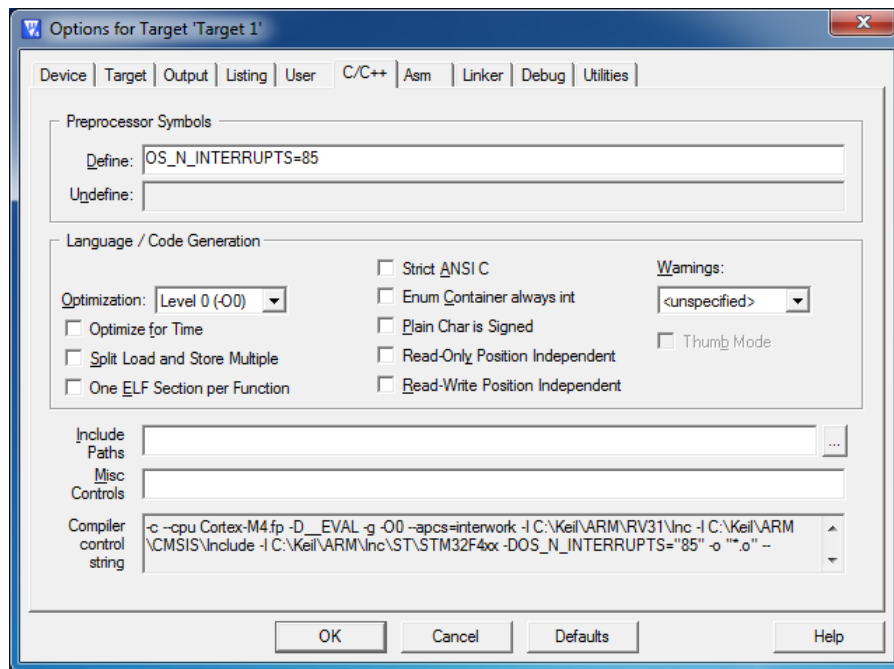 Options for Target 'Target 1'
Device Target Output Listing User C/C++ Asm Linker Debug Utilities
Preprocessor Symbols
Define: OS_N_INTERRUPTS=85
Undefine:
Language / Code Generation
Strict ANSI C Warnings:
Optimization: Level 0 (-O0) Enum Container always int <unspecified>
Optimize for Time Plain Char is Signed Thumb Mode
Split Load and Store Multiple Read-Only Position Independent
One ELF Section per Function Read-Write Position Independent
Include
Paths ...
Misc
Controls
Compiler
control
string
-c --cpu Cortex-M4.fp -D__EVAL -g -O0 --apcs=interwork -I C:\Keil\ARM\RV31\Inc -I C:\Keil\ARM
\CMSIS\Include -I C:\Keil\ARM\Inc\ST\STM32F4xx -DOS_N_INTERRUPTS="85" -o "*.o" --
OK Cancel Defaults Help